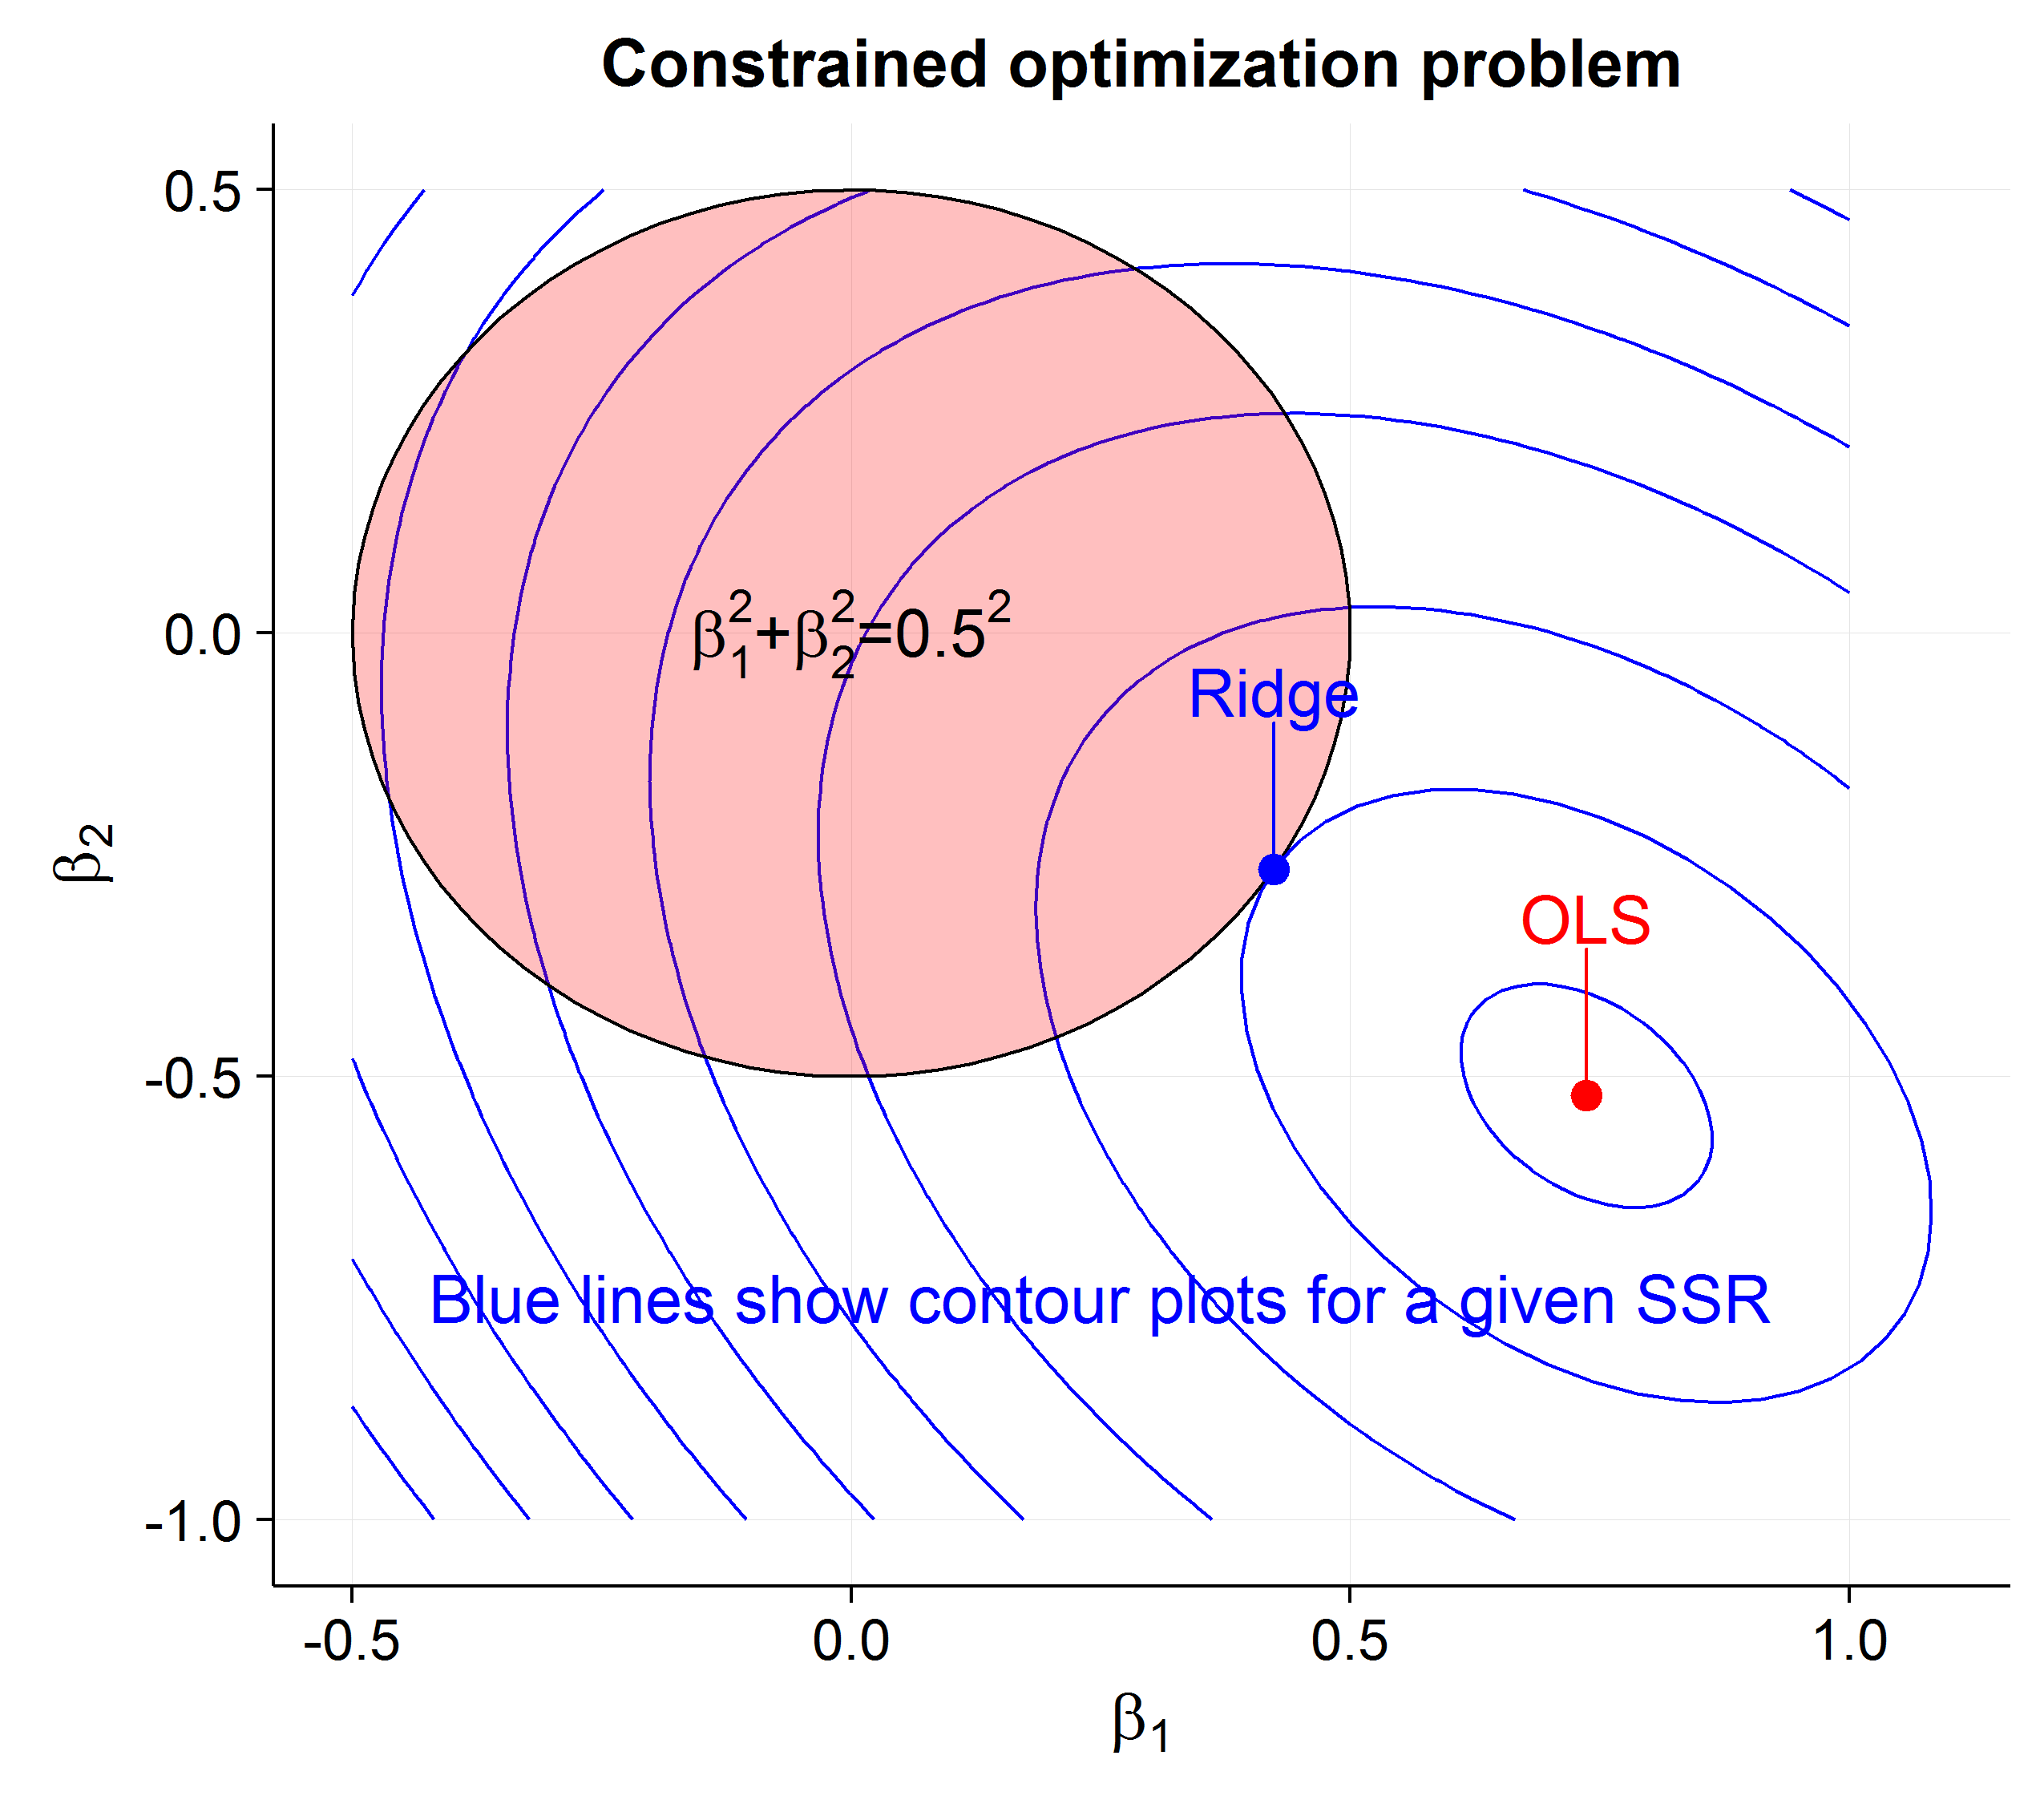 Constrained optimization problem
0.5
0.0
-0.5
-1.0
β₂
β₁²+β₂²=0.5²
Ridge
OLS
Blue lines show contour plots for a given SSR
-0.5 0.0 0.5 1.0
β₁